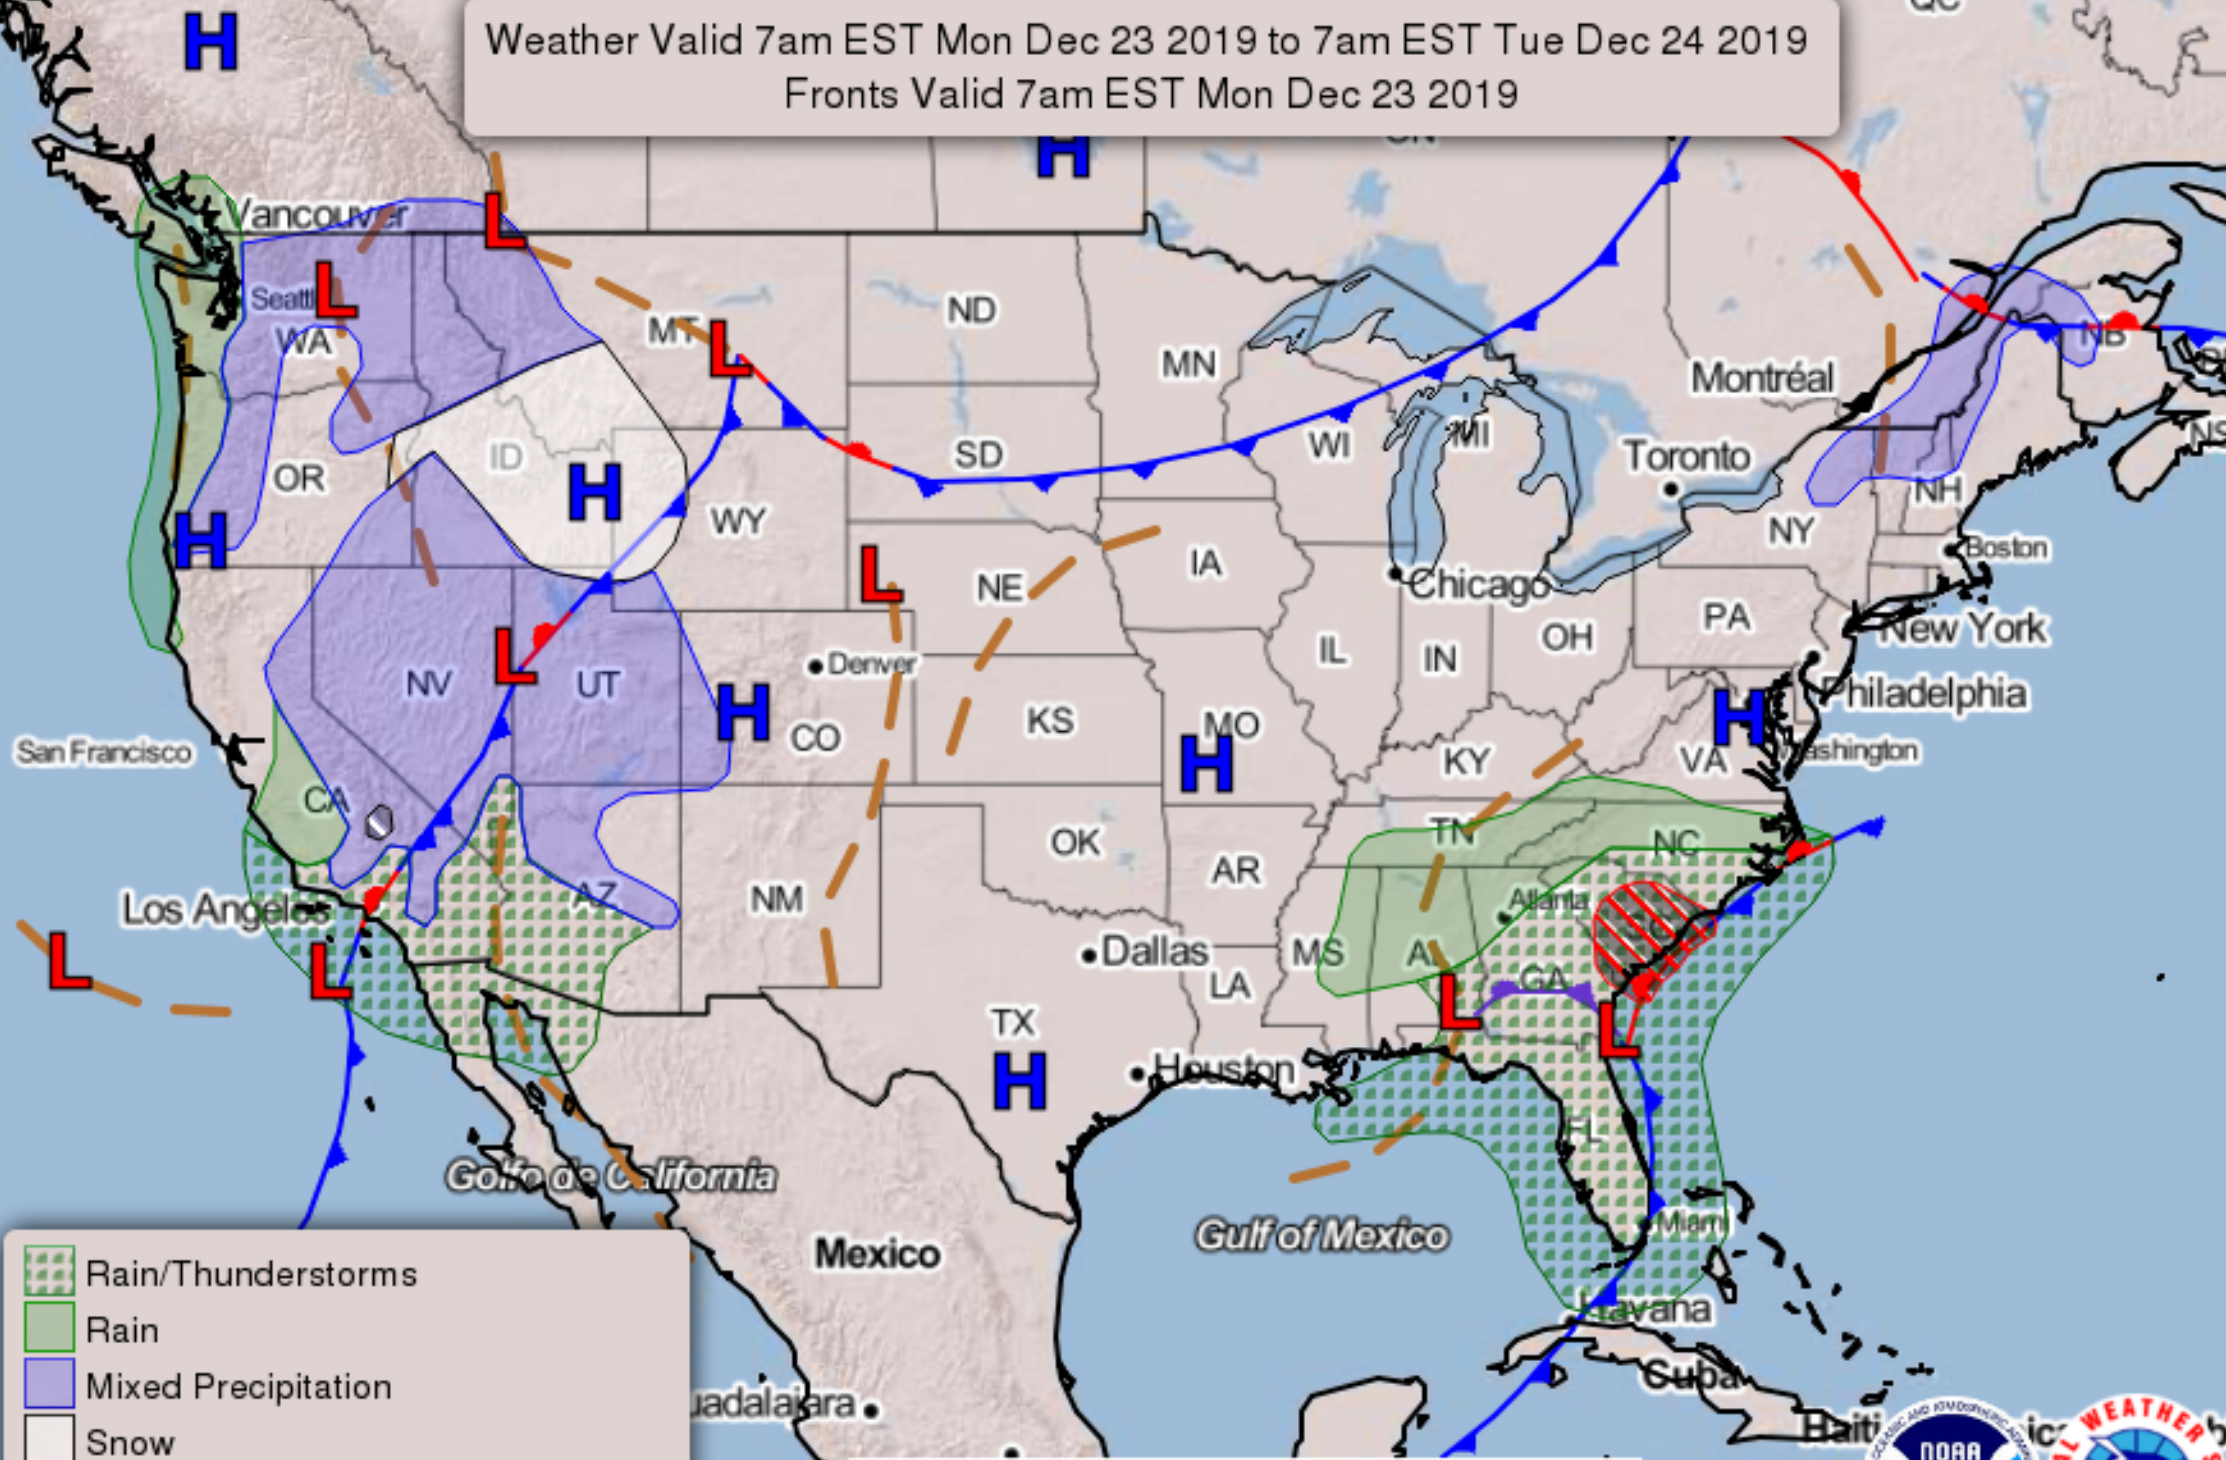 Weather Valid 7am EST Mon Dec 23 2019 to 7am EST Tue Dec 24 2019
Fronts Valid 7am EST Mon Dec 23 2019
H
H
QC
Vancouver
L
L
WA
MT
L
ND
MN
NB
Montréal
ID
OR
SD
WI
MI
Toronto
NS
H
H
WY
NY
NH
Boston
L
NE
IA
Chicago
PA
New York
L
NV
UT
Denver
IL
IN
OH
Philadelphia
H
CO
KS
MO
H
H
San Francisco
KY
VA
CA
TN
NC
OK
AR
Los Angeles
AZ
NM
Atlanta
L
L
Dallas
MS
LA
GA
L
L
TX
H
Houston
FL
Golfo de California
Gulf of Mexico
Miami
Mexico
Havana
Cuba
Haiti
Rain/Thunderstorms
Rain
Mixed Precipitation
Snow
NOAA
WEATHER